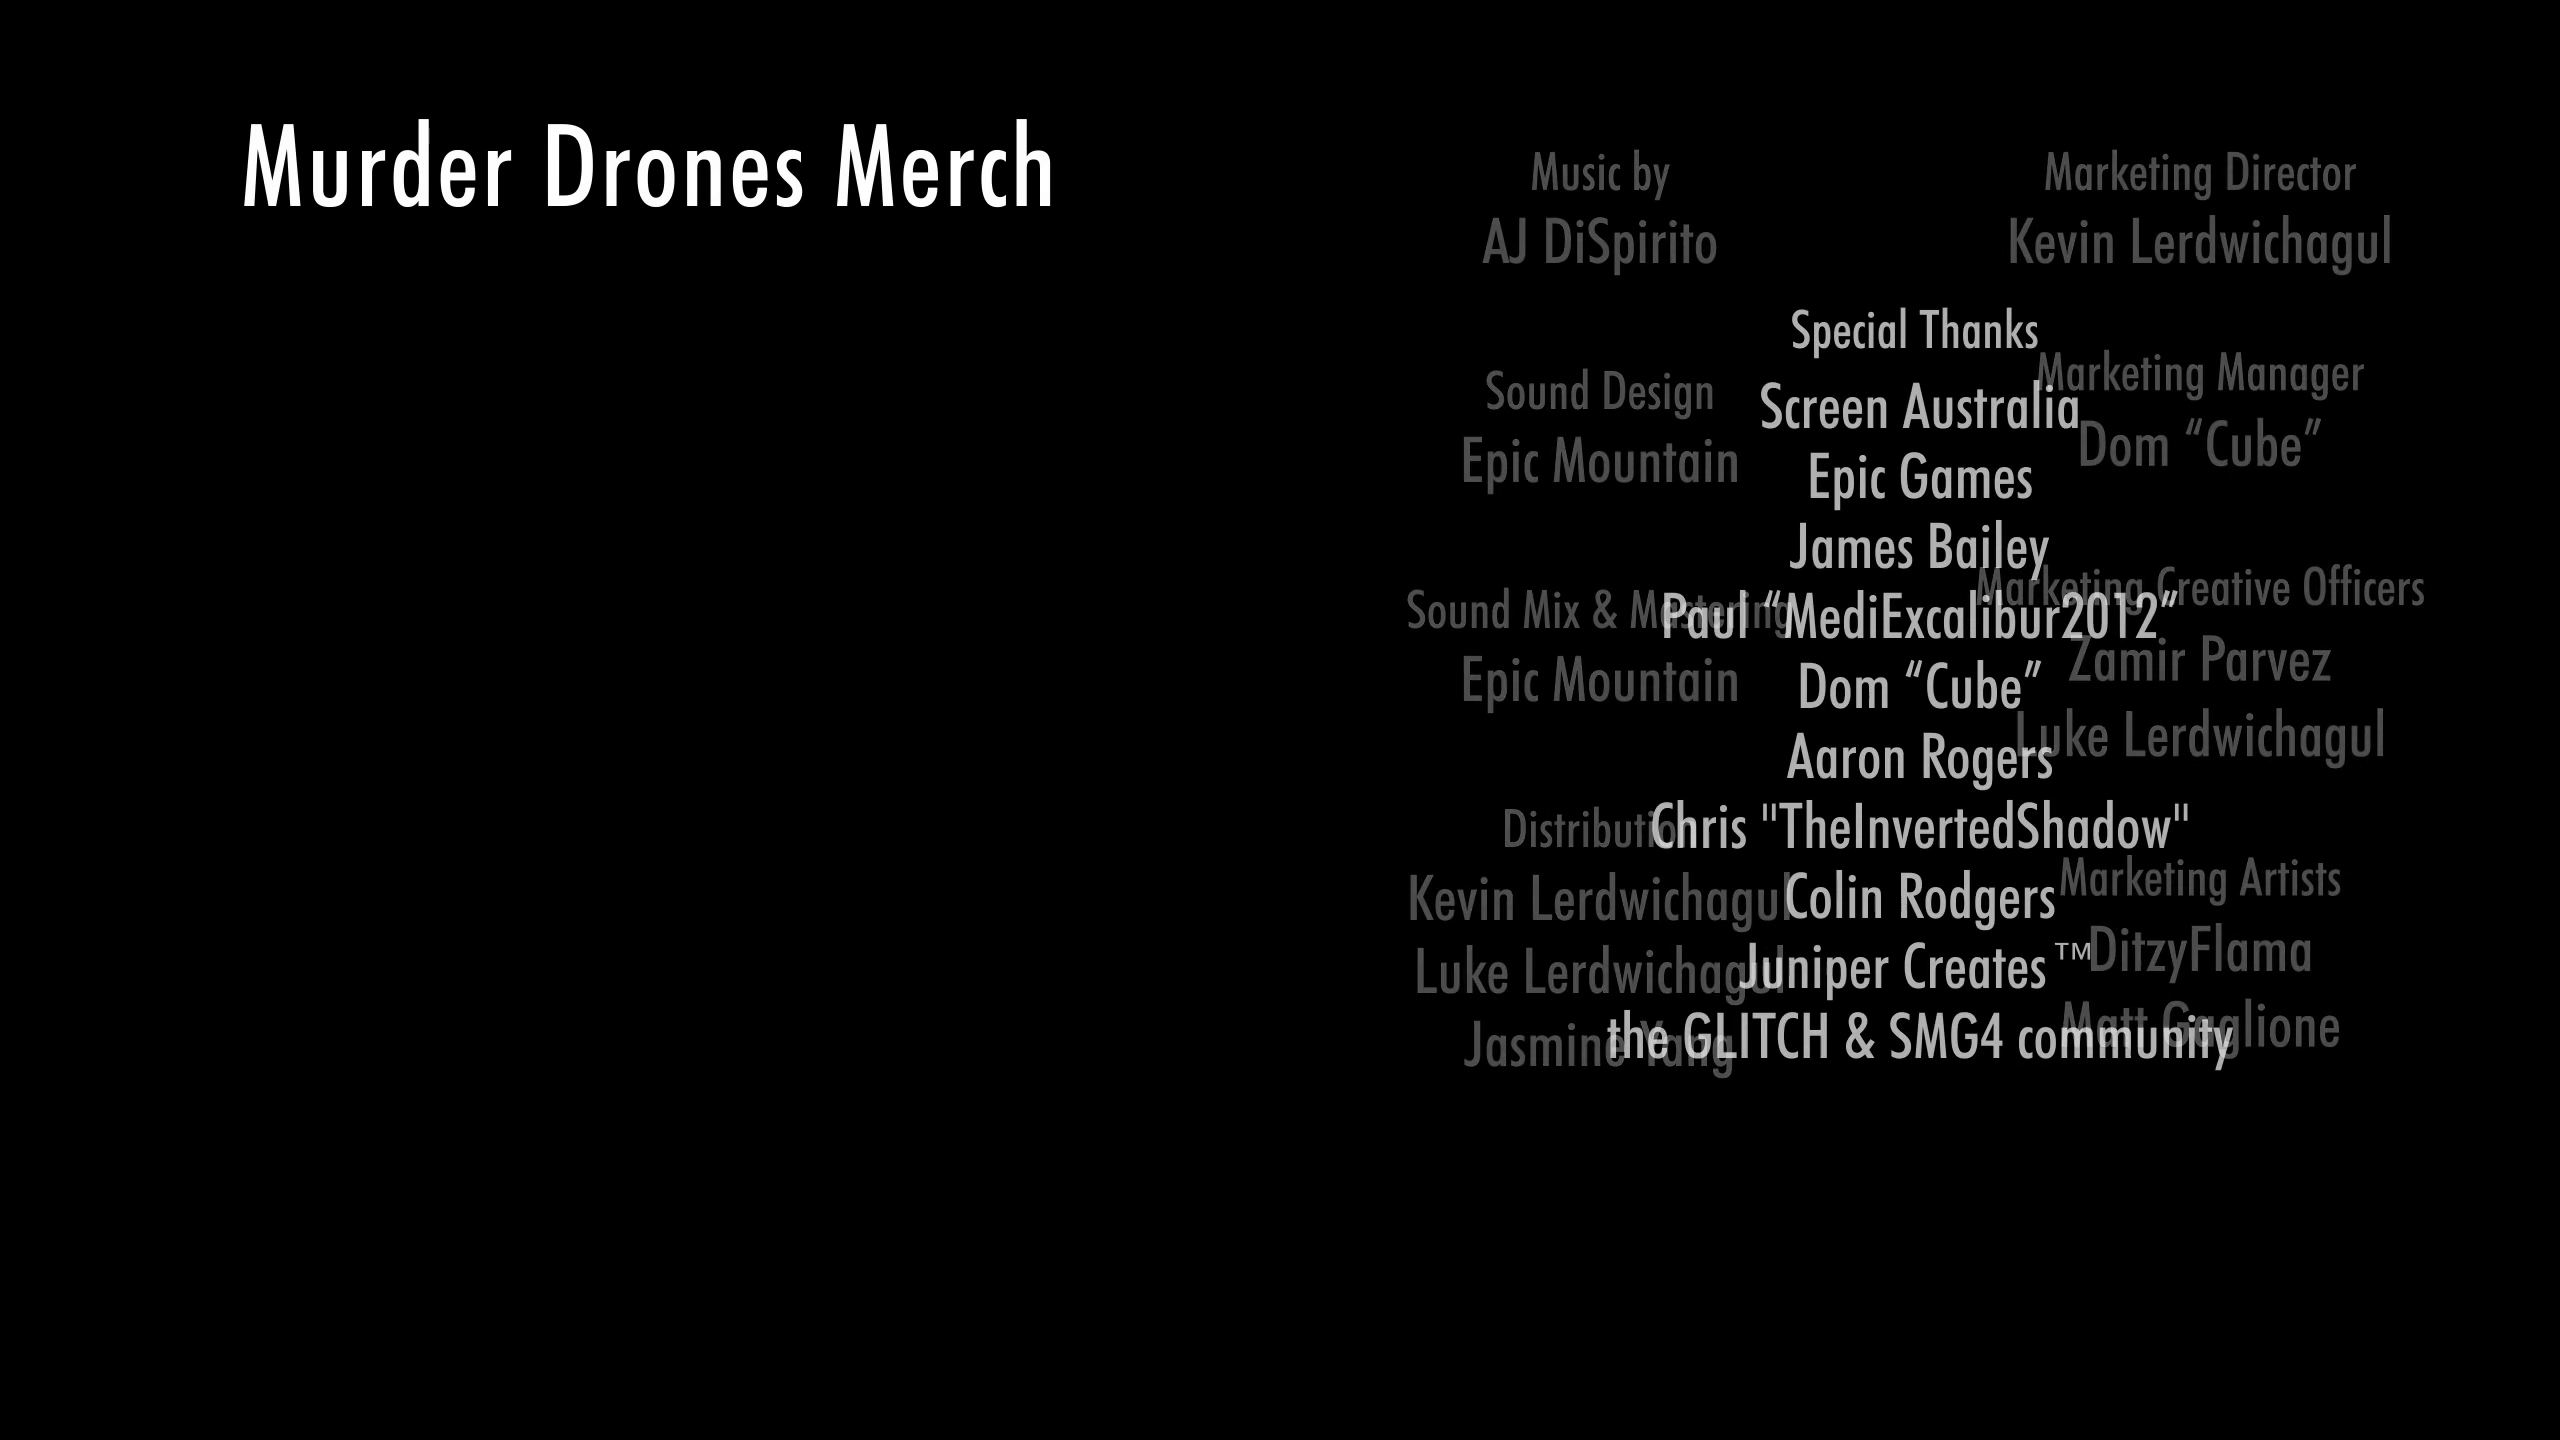 Murder Drones Merch
Music by
AJ DiSpirito
Sound Design
Epic Mountain
Sound Mix & Mastering
Epic Mountain
Distribution
Kevin Lerdwichagul
Luke Lerdwichagul
Jasmine Yang
Special Thanks
Screen Australia
Epic Games
James Bailey
Paul “MediExcalibur2012”
Dom “Cube”
Aaron Rogers
Chris "TheInvertedShadow"
Colin Rodgers
Juniper Creates™
the GLITCH & SMG4 community
Marketing Director
Kevin Lerdwichagul
Marketing Manager
Dom “Cube”
Marketing Creative Officers
Zamir Parvez
Luke Lerdwichagul
Marketing Artists
DitzyFlama
Matt Gaglione